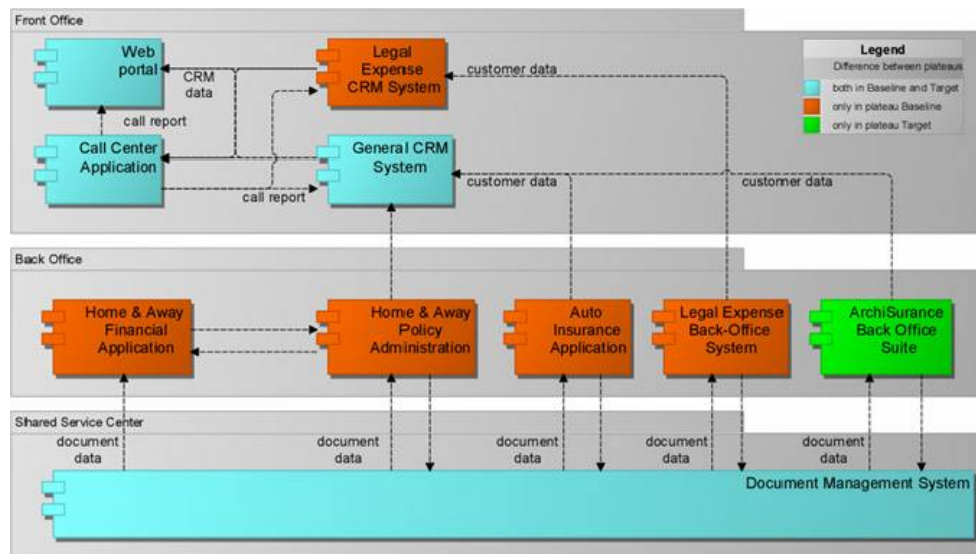 Front Office
Web
portal
Legal
Expense
CRM System
Legend
Difference between plateaus
both in Baseline and Target
only in plateau Baseline
only in plateau Target
CRM
data
customer data
call report
Call Center
Application
General CRM
System
call report
customer data
customer data
Back Office
Home & Away
Financial
Application
Home & Away
Policy
Administration
Auto
Insurance
Application
Legal Expense
Back-Office
System
ArchiSurance
Back Office
Suite
Shared Service Center
document
data
document
data
document
data
document
data
document
data
Document Management System